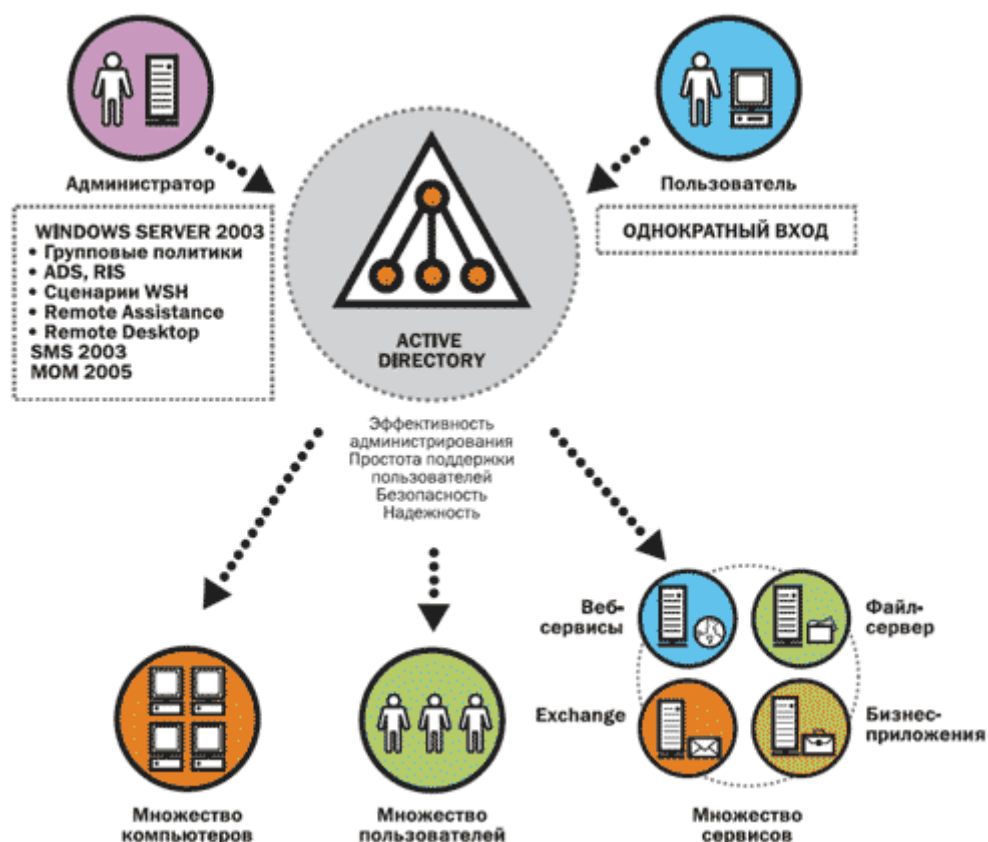 Администратор
WINDOWS SERVER 2003
• Групповые политики
• ADS, RIS
• Сценарии WSH
• Remote Assistance
• Remote Desktop
SMS 2003
MOM 2005
Пользователь
ОДНОКРАТНЫЙ ВХОД
ACTIVE
DIRECTORY
Эффективность
администрирования
Простота поддержки
пользователей
Безопасность
Надежность
Множество
компьютеров
Множество
пользователей
Веб-
сервисы
Файл-
сервер
Exchange
Бизнес-
приложения
Множество
сервисов